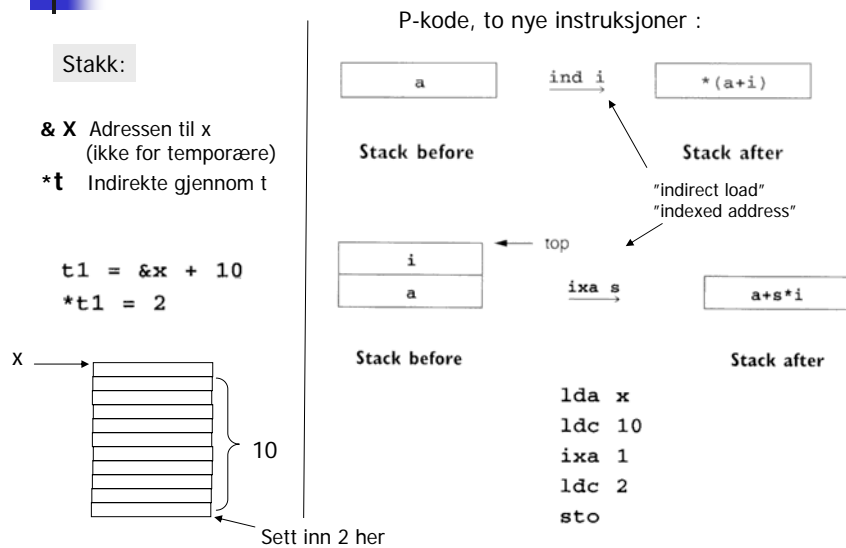 Stakk:
& X Adressen til x
(ikke for temporære)
*t Indirekte gjennom t
t1 = &x + 10
*t1 = 2
X
10
Sett inn 2 her
P-kode, to nye instruksjoner :
a
ind i
*(a+i)
Stack before
Stack after
"indirect load"
"indexed address"
top
i
a
ixa s
a+s*i
Stack before
Stack after
lda x
ldc 10
ixa 1
ldc 2
sto